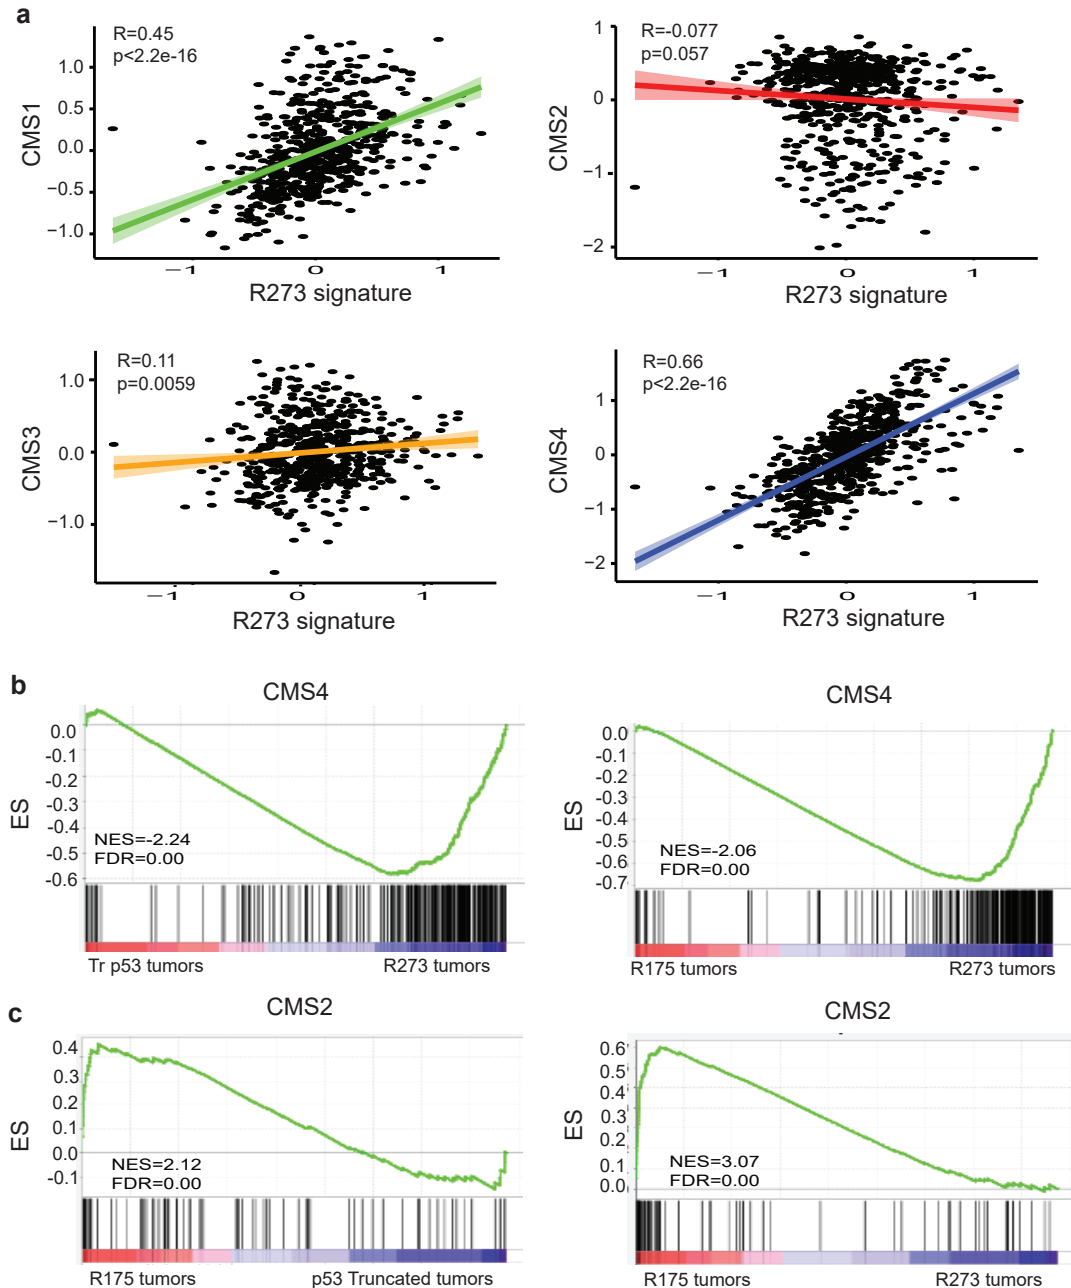 a
R=0.45
p<2.2e-16
CMS1
1.0
0.5
0.0
−0.5
−1.0
−1
0
1
R273 signature
R=-0.077
p=0.057
CMS2
1
0
−1
−2
−1
0
1
R273 signature
R=0.11
p=0.0059
CMS3
1.0
0.0
−1.0
−1
0
1
R273 signature
R=0.66
p<2.2e-16
CMS4
1
0
−1
−2
−1
0
1
R273 signature
b
CMS4
ES
0.0
-0.1
-0.2
-0.3
-0.4
-0.5
-0.6
NES=-2.24
FDR=0.00
Tr p53 tumors
R273 tumors
CMS4
ES
0.0
-0.1
-0.2
-0.3
-0.4
-0.5
-0.6
-0.7
NES=-2.06
FDR=0.00
R175 tumors
R273 tumors
c
CMS2
ES
0.4
0.3
0.2
0.1
0.0
-0.1
NES=2.12
FDR=0.00
R175 tumors
p53 Truncated tumors
CMS2
ES
0.6
0.5
0.4
0.3
0.2
0.1
0.0
NES=3.07
FDR=0.00
R175 tumors
R273 tumors